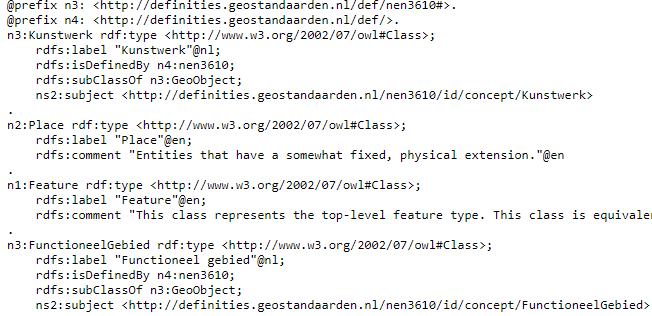 @prefix n3: <http://definities.geostandaarden.nl/def/nen3610#>.
@prefix n4: <http://definities.geostandaarden.nl/def/>.
n3:Kunstwerk rdf:type <http://www.w3.org/2002/07/owl#Class>;
rdfs:label "Kunstwerk"@nl;
rdfs:isDefinedBy n4:nen3610;
rdfs:subClassOf n3:GeoObject;
ns2:subject <http://definities.geostandaarden.nl/nen3610/id/concept/Kunstwerk>
.
n2:Place rdf:type <http://www.w3.org/2002/07/owl#Class>;
rdfs:label "Place"@en;
rdfs:comment "Entities that have a somewhat fixed, physical extension."@en
.
n1:Feature rdf:type <http://www.w3.org/2002/07/owl#Class>;
rdfs:label "Feature"@en;
rdfs:comment "This class represents the top-level feature type. This class is
.
n3:FunctioneelGebied rdf:type <http://www.w3.org/2002/07/owl#Class>;
rdfs:label "Functioneel gebied"@nl;
rdfs:isDefinedBy n4:nen3610;
rdfs:subClassOf n3:GeoObject;
ns2:subject <http://definities.geostandaarden.nl/nen3610/id/concept/FunctioneelGebied>